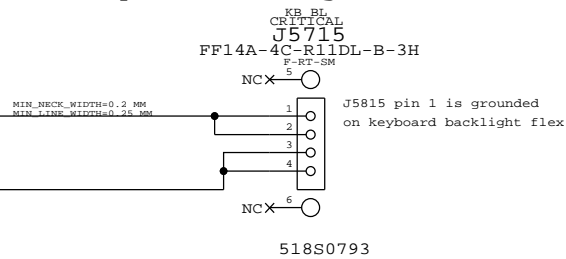 KB_BL
CRITICAL
J5715
FF14A-4C-R11DL-B-3H
F-RT-SM
NC 5
MIN_NECK_WIDTH=0.2 MM
MIN_LINE_WIDTH=0.25 MM
1
2
3
4
J5815 pin 1 is grounded
on keyboard backlight flex
NC 6
518S0793